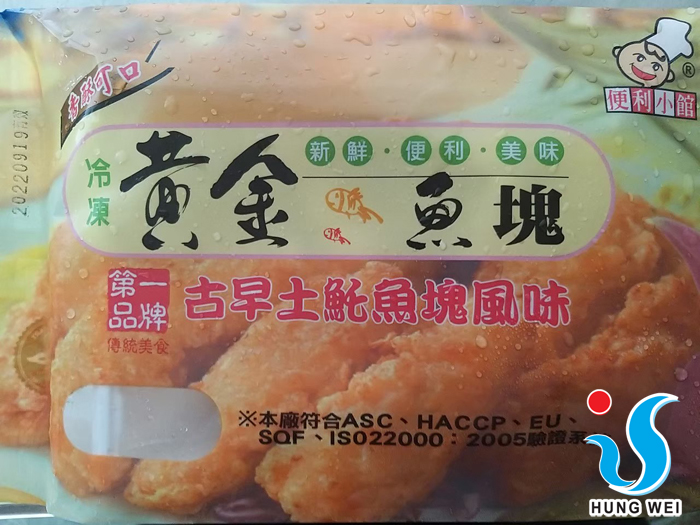 香酥可口
便利小館
®
20220919
冷凍
黃金魚塊
新鮮·便利·美味
第一品牌
傳統美食
古早土魠魚塊風味
※本廠符合ASC、HACCP、EU、
SQF、ISO22000：2005驗證系
HUNG WEI